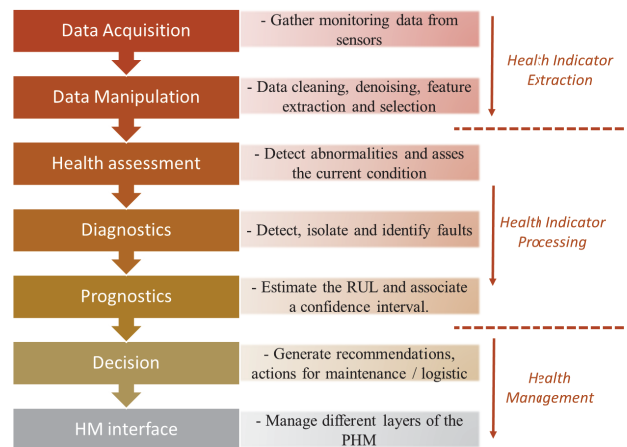 Data Acquisition
- Gather monitoring data from
sensors
Data Manipulation
- Data cleaning, denoising, feature
extraction and selection
Health Indicator
Extraction
Health assessment
- Detect abnormalities and asses
the current condition
Diagnostics
- Detect, isolate and identify faults
Prognostics
- Estimate the RUL and associate
a confidence interval.
Health Indicator
Processing
Decision
- Generate recommendations,
actions for maintenance / logistic
HM interface
- Manage different layers of the
PHM
Health
Management